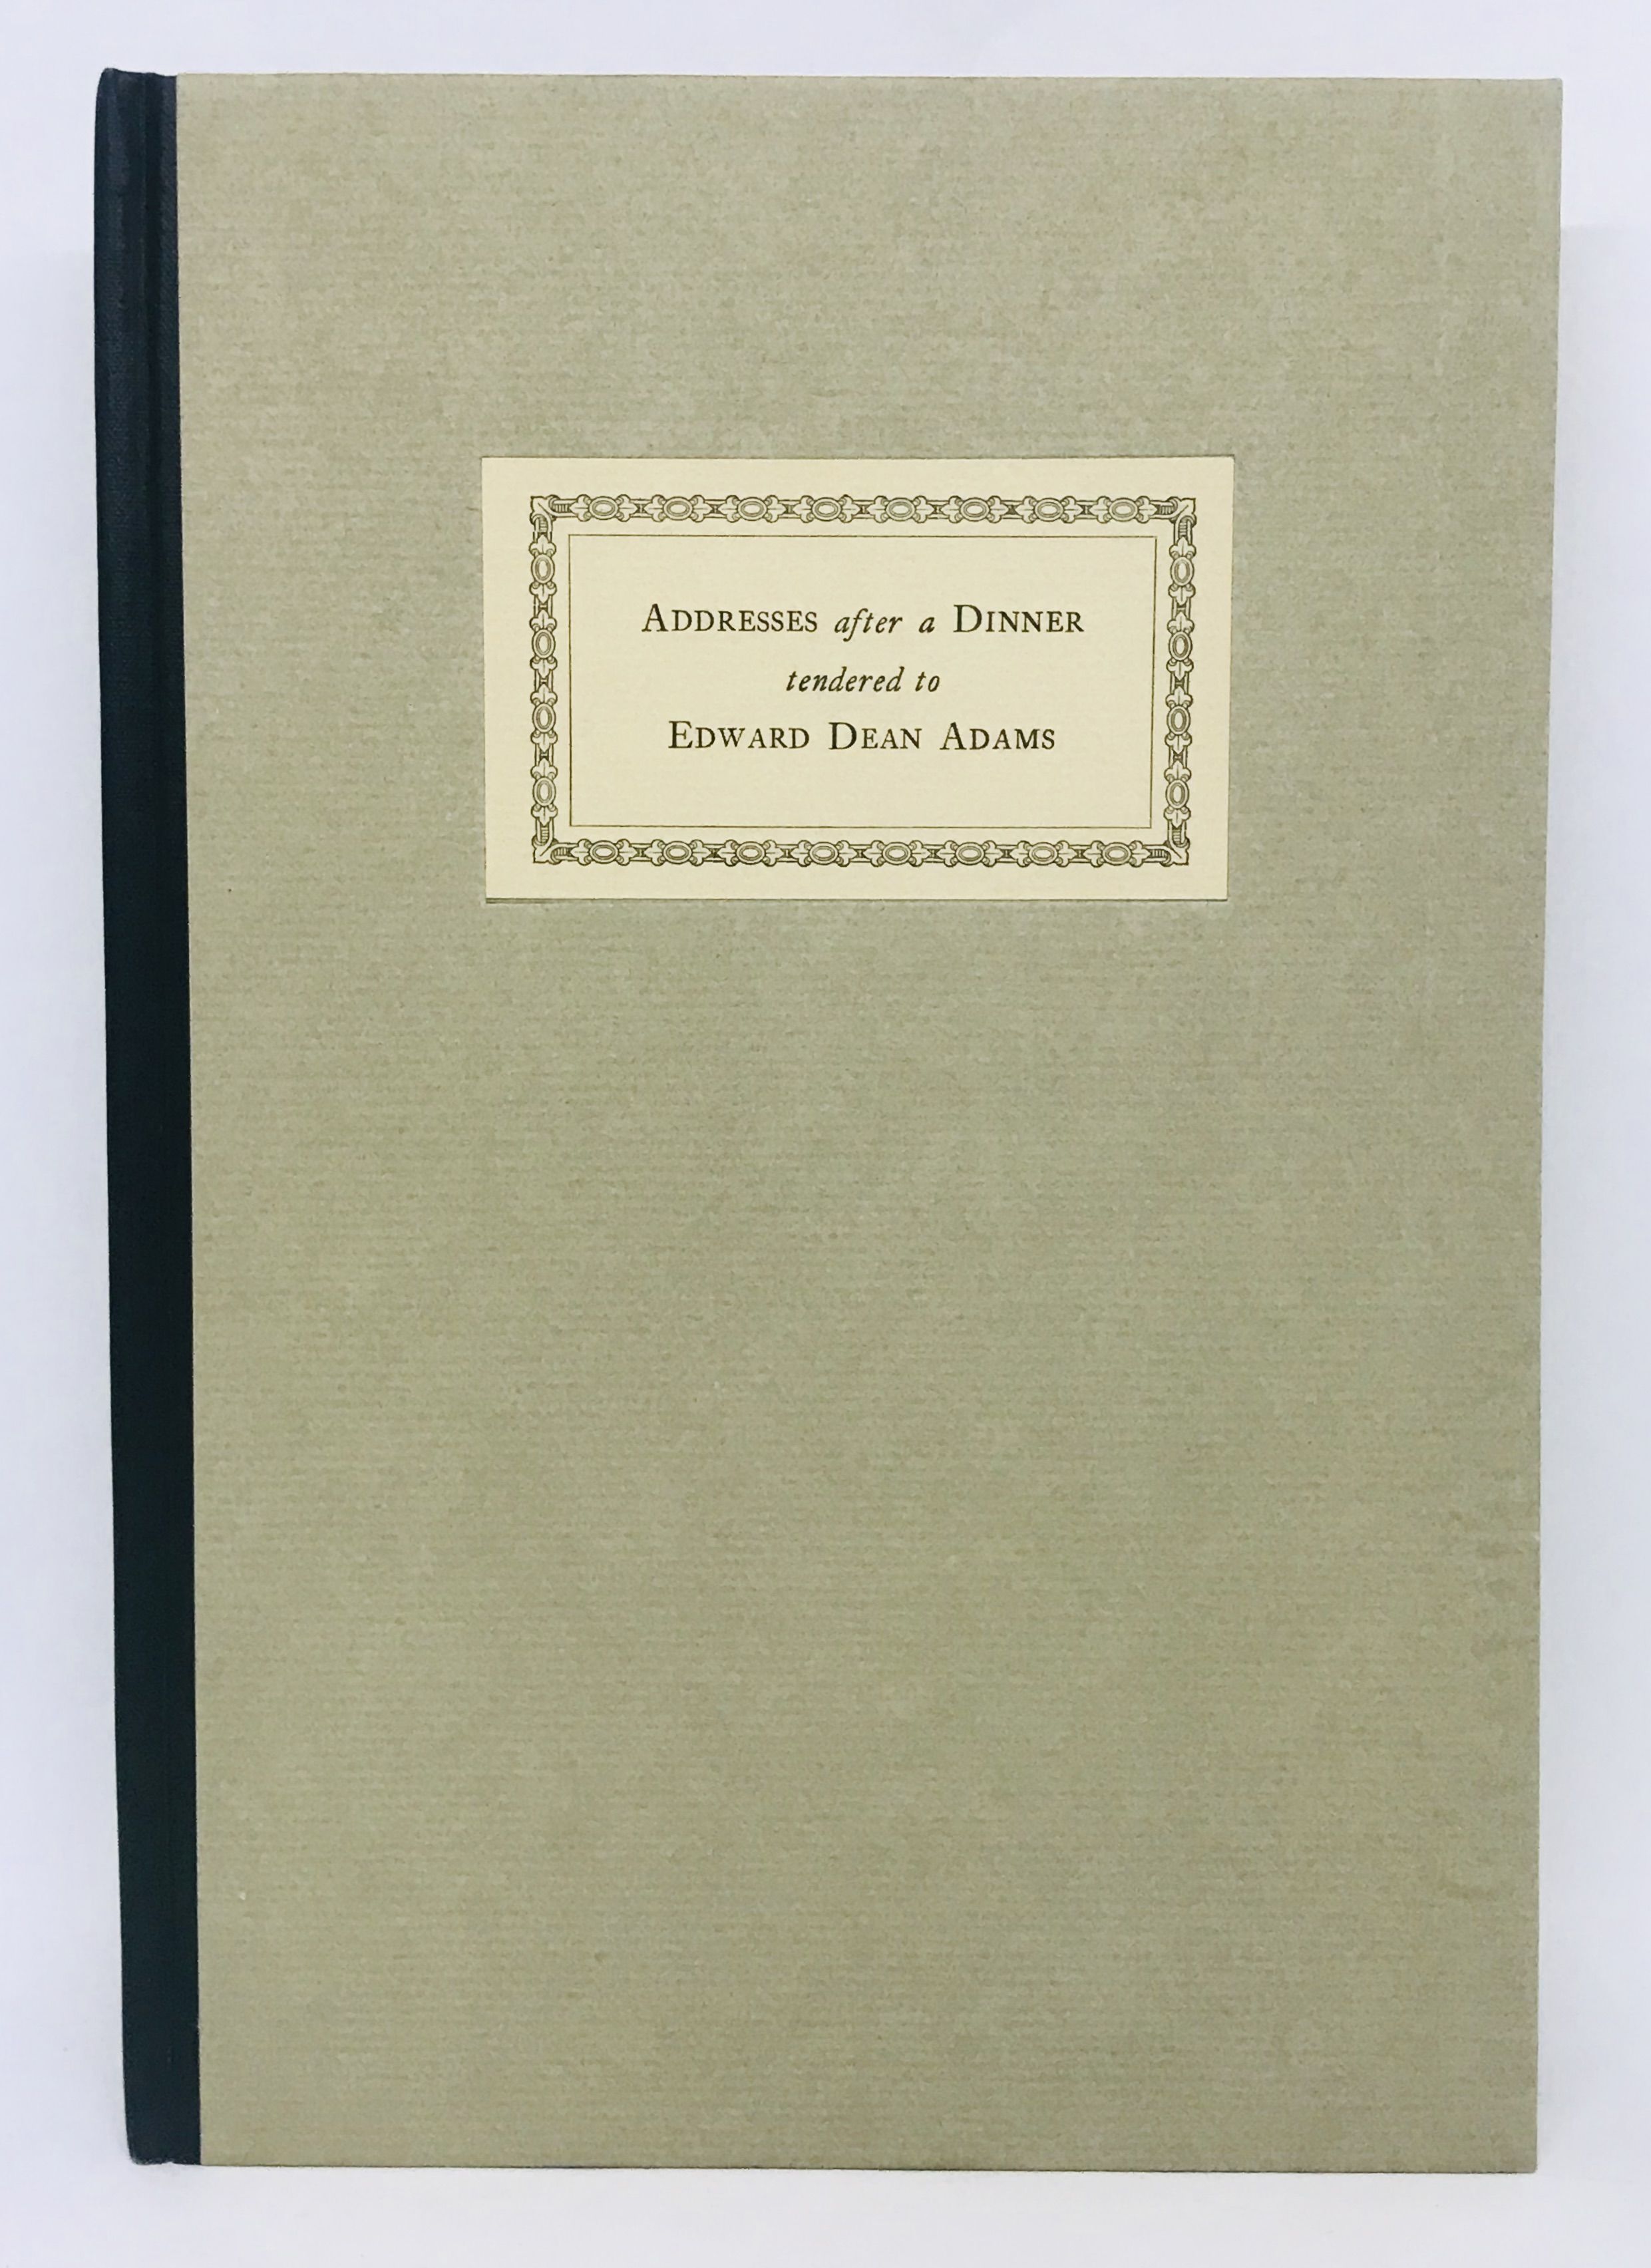 ADDRESSES after a DINNER
tendered to
EDWARD DEAN ADAMS